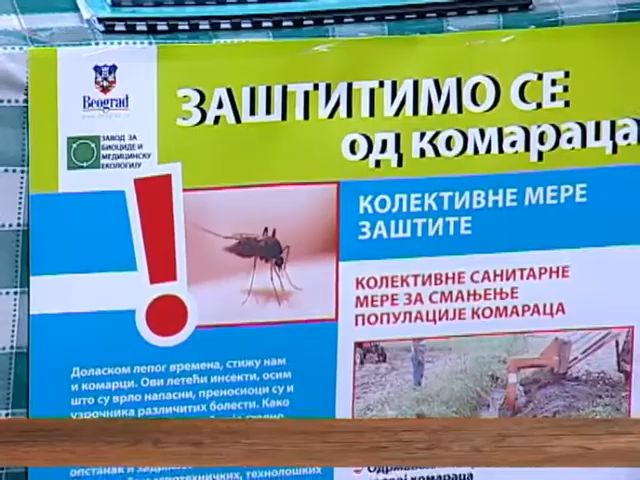 Beograd
ЗАВОД ЗА
БИОЦИДЕ И
МЕДИЦИНСКУ
ЕКОЛОГИЈУ
ЗАШТИТИМО СЕ
од комараца
КОЛЕКТИВНЕ МЕРЕ
ЗАШТИТЕ
КОЛЕКТИВНЕ САНИТАРНЕ
МЕРЕ ЗА СМАЊЕЊЕ
ПОПУЛАЦИЈЕ КОМАРАЦА
Доласком лепог времена, стижу нам
и комарци. Ови летећи инсекти, осим
што су врло напасни, преносиоци су и
узрочника различитих болести. Како
опстанак и
технолошких
комараца